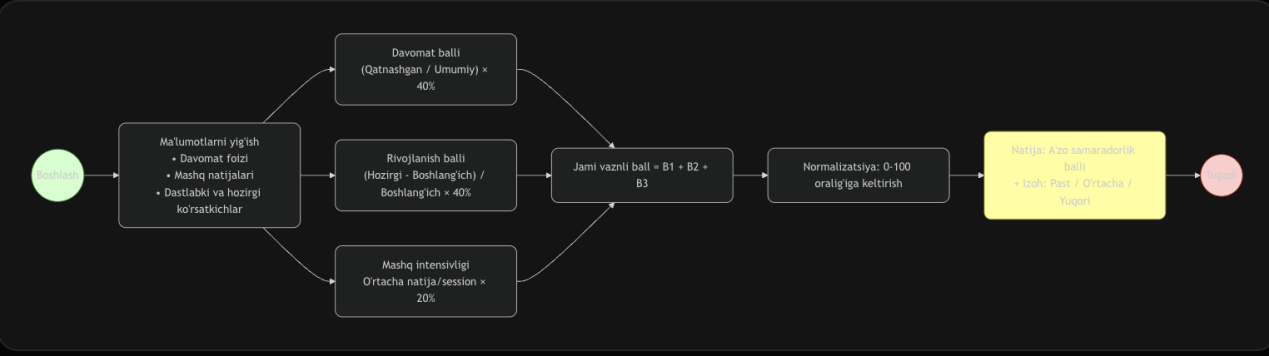 Boshlash
Ma'lumotlarni yig'ish
• Davomat foizi
• Mashq natijalari
• Dastlabki va hozirgi
ko'rsatkichlar
Davomat balli
(Qatnashgan / Umumiy) ×
40%
Rivojlanish balli
(Hozirgi - Boshlang'ich) /
Boshlang'ich × 40%
Mashq intensivligi
O'rtacha natija/session ×
20%
Jami vaznli ball = B1 + B2 +
B3
Normalizatsiya: 0-100
oralig'iga keltirish
Natija: A'zo samaradorlik
balli
+ Izoh: Past / O'rtacha /
Yuqori
Tugadi